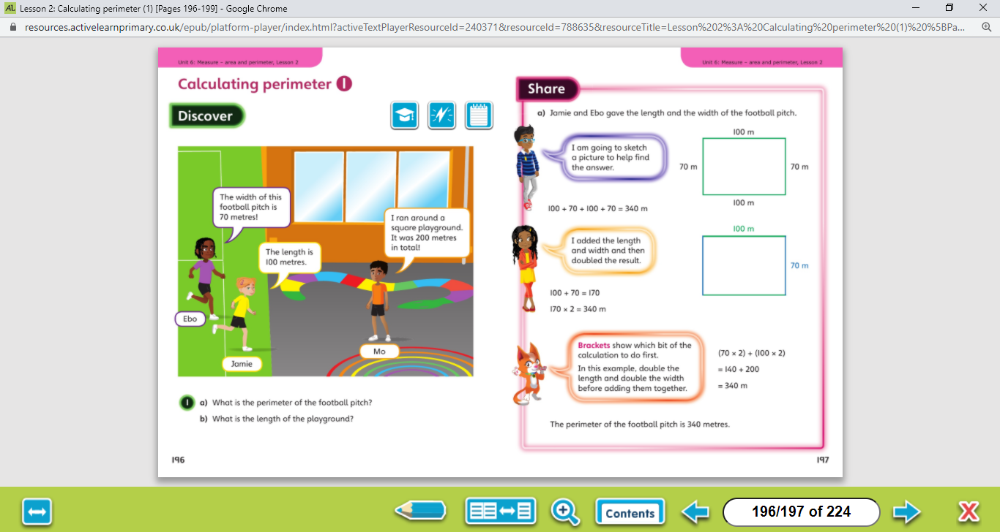 Lesson 2: Calculating perimeter (1) [Pages 196-199] - Google Chrome
resources.activelearnprimary.co.uk/epub/platform-player/index.html?activeTextPlayerResourceId=240371&resourceId=788635&resourceTitle=Lesson%202%3A%20Calculating%20perimeter%20(1)%20%5BPa...
Unit 6: Measure – area and perimeter, Lesson 2
Calculating perimeter 1
Discover
The width of this
football pitch is
70 metres!
The length is
100 metres.
I ran around a
square playground.
It was 200 metres
in total!
Ebo
Jamie
Mo
1 a) What is the perimeter of the football pitch?
b) What is the length of the playground?
196
Unit 6: Measure – area and perimeter, Lesson 2
Share
a) Jamie and Ebo gave the length and the width of the football pitch.
I am going to sketch
a picture to help find
the answer.
100 m
70 m
70 m
100 m
100 + 70 + 100 + 70 = 340 m
I added the length
and width and then
doubled the result.
100 m
70 m
100 + 70 = 170
170 × 2 = 340 m
Brackets show which bit of the
calculation to do first.
In this example, double the
length and double the width
before adding them together.
(70 × 2) + (100 × 2)
= 140 + 200
= 340 m
The perimeter of the football pitch is 340 metres.
197
Contents
196/197 of 224